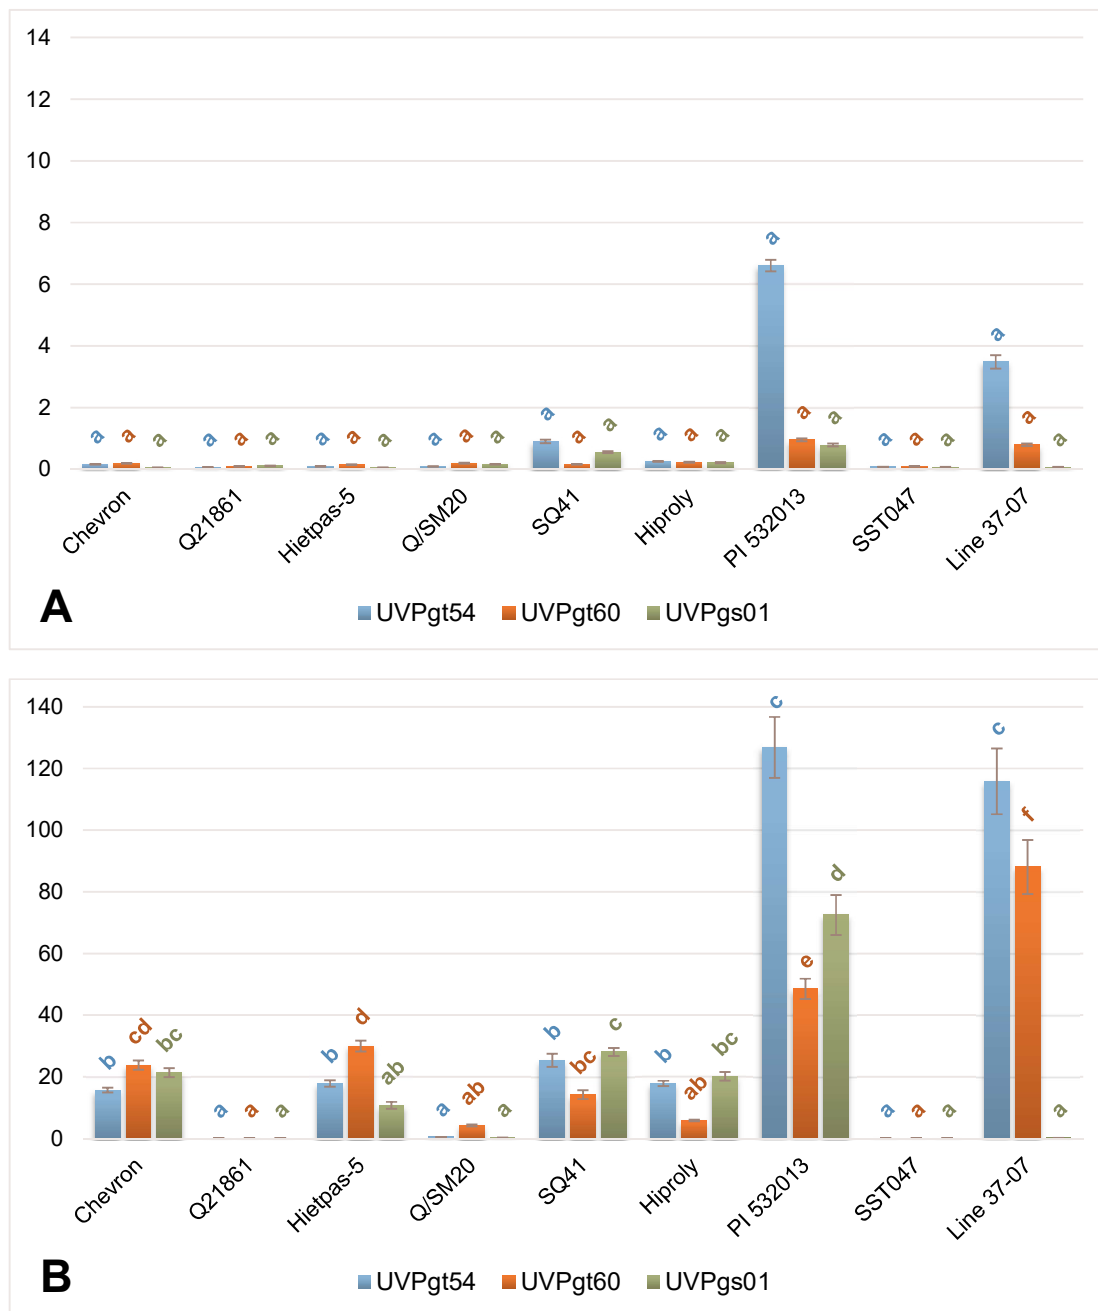 14
12
10
8
6
4
2
0
a a a a a a a a a a a a a a a a a a a a a a a a a a a
Chevron Q21861 Hietpas-5 Q/SM20 SQ41 Hiproly PI 532013 SST047 Line 37-07
A UVPgt54 UVPgt60 UVPgs01
140
120
100
80
60
40
20
0
b cd bc a a a b d ab a ab a b bc c b ab bc c e d a a a c f a
Chevron Q21861 Hietpas-5 Q/SM20 SQ41 Hiproly PI 532013 SST047 Line 37-07
B UVPgt54 UVPgt60 UVPgs01